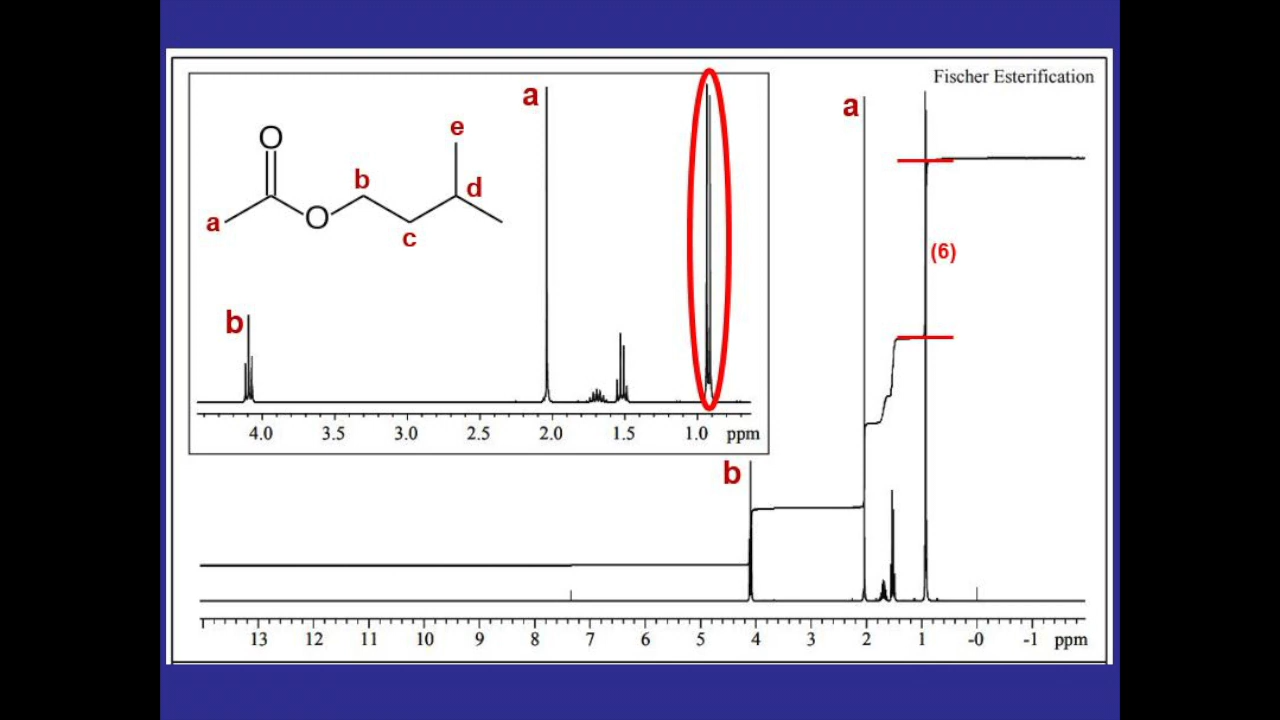 Fischer Esterification
a
a
O
e
b
d
a
O
c
b
(6)
4.0 3.5 3.0 2.5 2.0 1.5 1.0 ppm
b
13 12 11 10 9 8 7 6 5 4 3 2 1 -0 -1 ppm